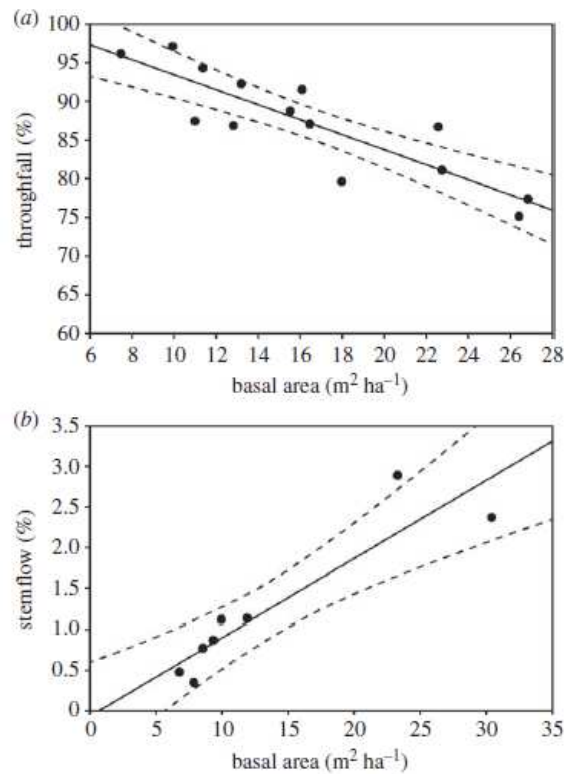 (a)
100
95
90
85
80
75
70
65
60
throughfall (%)
6 8 10 12 14 16 18 20 22 24 26 28
basal area (m² ha⁻¹)
(b)
3.5
3.0
2.5
2.0
1.5
1.0
0.5
0
stemflow (%)
0 5 10 15 20 25 30 35
basal area (m² ha⁻¹)